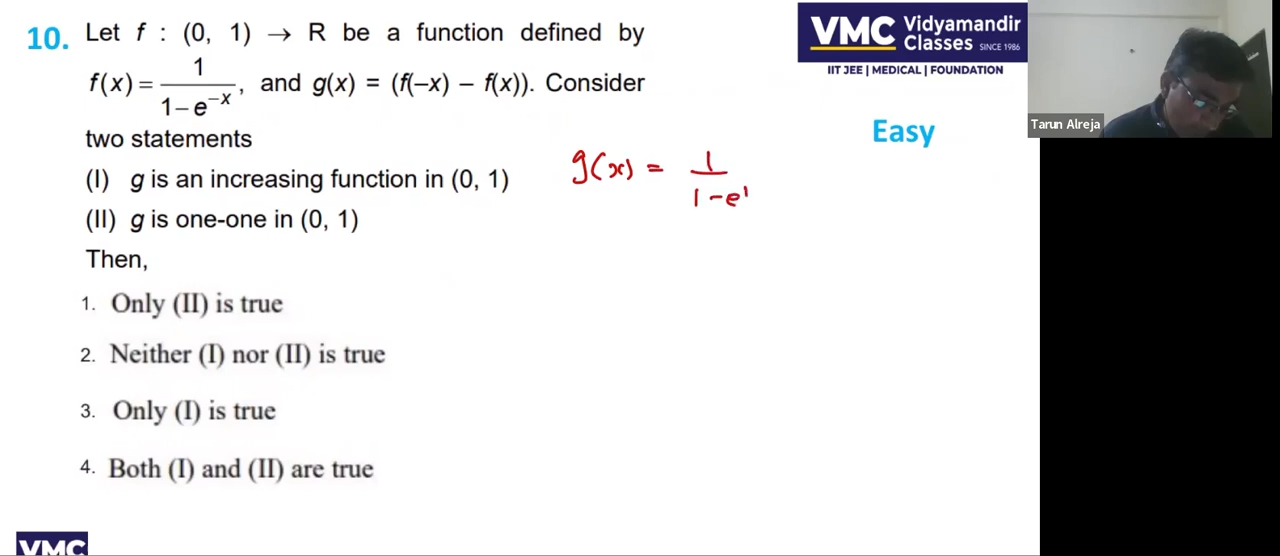 10. Let f : (0, 1) → R be a function defined by
f(x) = 1/(1 – e^–x), and g(x) = (f(–x) – f(x)). Consider
two statements
(I) g is an increasing function in (0, 1)
(II) g is one-one in (0, 1)
Then,
1. Only (II) is true
2. Neither (I) nor (II) is true
3. Only (I) is true
4. Both (I) and (II) are true
g(x) = 1/(1-e
Easy
VMC Vidyamandir Classes SINCE 1986
IIT JEE | MEDICAL | FOUNDATION
Tarun Alreja
VMC